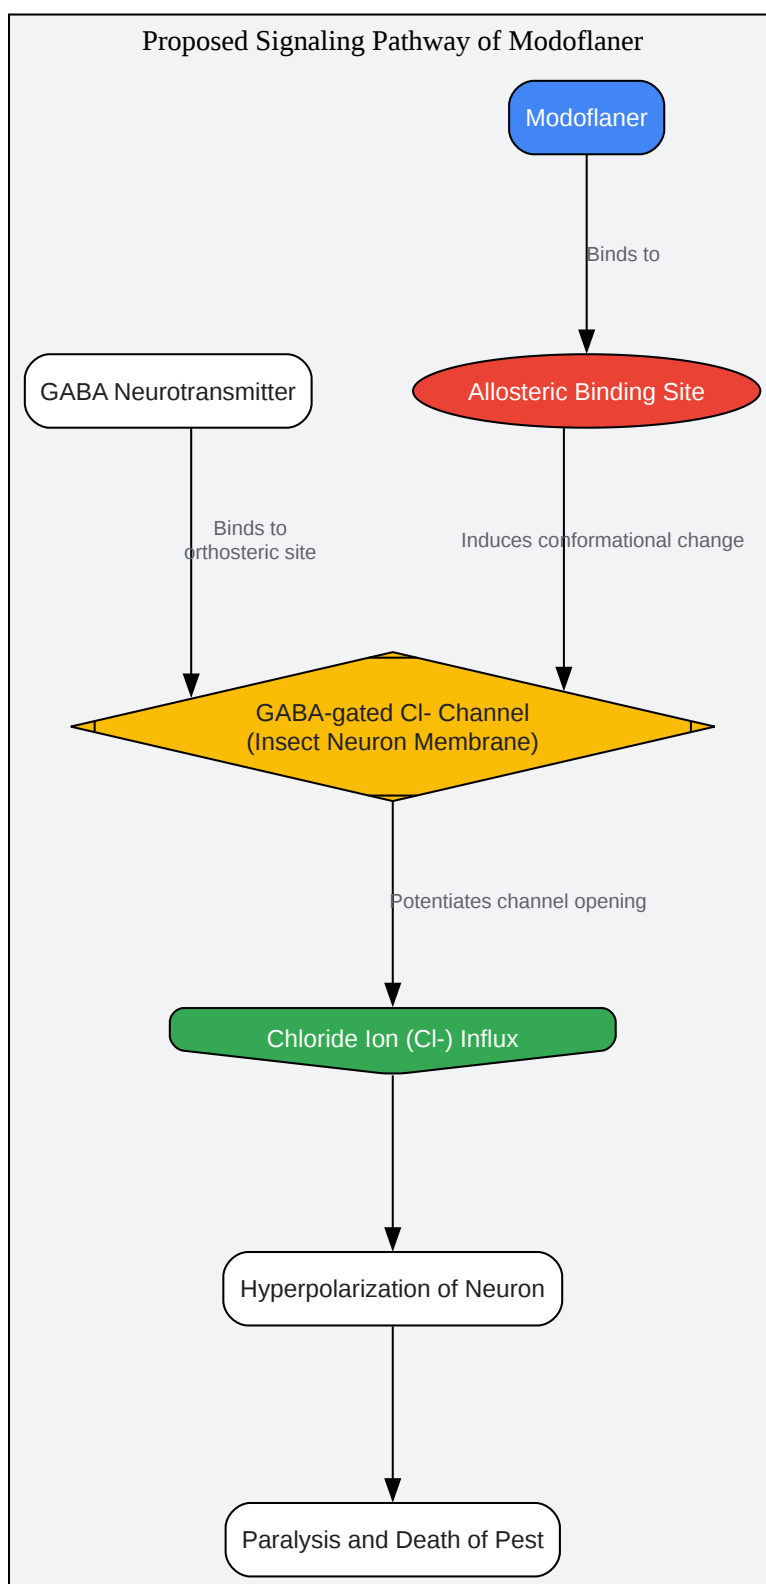 Proposed Signaling Pathway of Modoflaner
Modoflaner
Binds to
GABA Neurotransmitter
Allosteric Binding Site
Binds to
orthosteric site
Induces conformational change
GABA-gated Cl- Channel
(Insect Neuron Membrane)
Potentiates channel opening
Chloride Ion (Cl-) Influx
Hyperpolarization of Neuron
Paralysis and Death of Pest